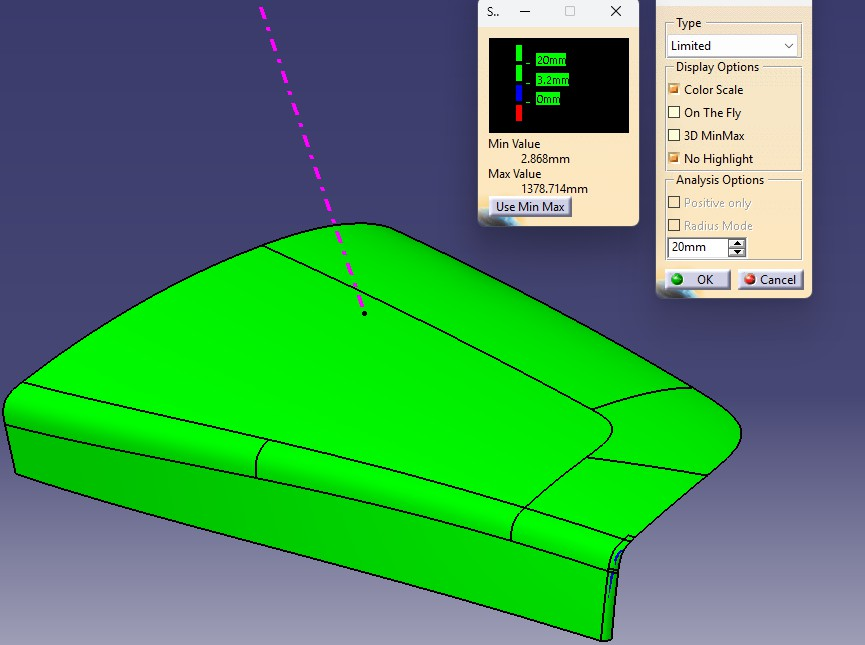 S..
20mm
3.2mm
0mm
Min Value
2.868mm
Max Value
1378.714mm
Use Min Max
Type
Limited
Display Options
Color Scale
On The Fly
3D MinMax
No Highlight
Analysis Options
Positive only
Radius Mode
20mm
OK Cancel